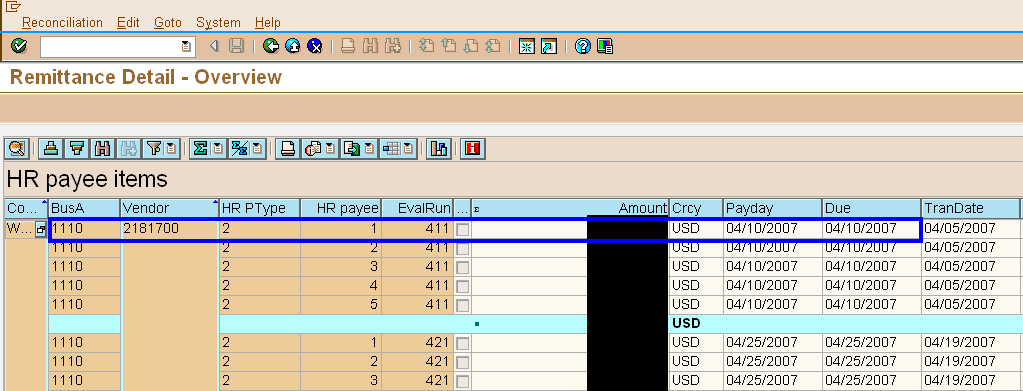 Reconciliation Edit Goto System Help
Remittance Detail - Overview
HR payee items
Co... BusA Vendor HR PType HR payee EvalRun ... Σ Amount Crcy Payday Due TranDate
W... 1110 2181700 2 1 411 USD 04/10/2007 04/10/2007 04/05/2007
1110 2 2 411 USD 04/10/2007 04/10/2007 04/05/2007
1110 2 3 411 USD 04/10/2007 04/10/2007 04/05/2007
1110 2 4 411 USD 04/10/2007 04/10/2007 04/05/2007
1110 2 5 411 USD 04/10/2007 04/10/2007 04/05/2007
USD
1110 2 1 421 USD 04/25/2007 04/25/2007 04/19/2007
1110 2 2 421 USD 04/25/2007 04/25/2007 04/19/2007
1110 2 3 421 USD 04/25/2007 04/25/2007 04/19/2007